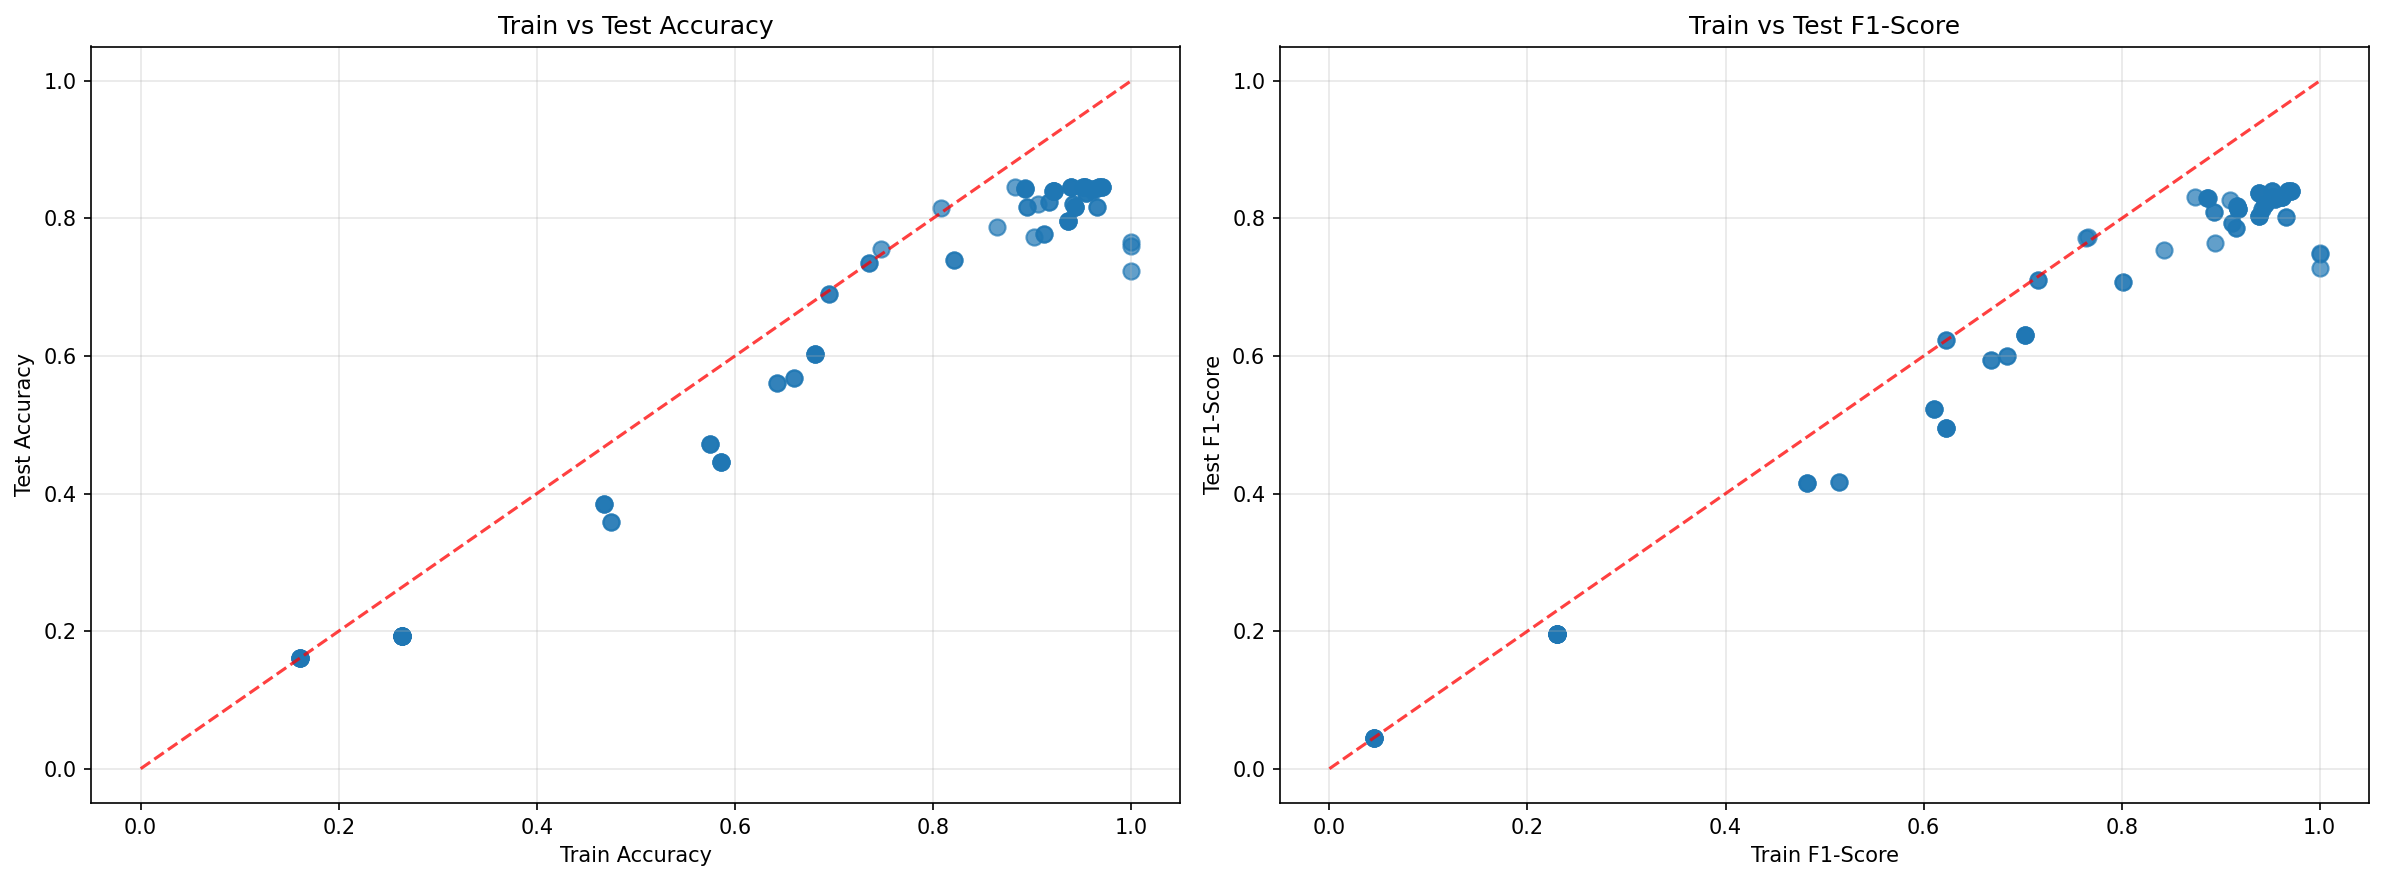 Train vs Test Accuracy
1.0
0.8
0.6
0.4
0.2
0.0
Test Accuracy
0.0 0.2 0.4 0.6 0.8 1.0
Train Accuracy
Train vs Test F1-Score
1.0
0.8
0.6
0.4
0.2
0.0
Test F1-Score
0.0 0.2 0.4 0.6 0.8 1.0
Train F1-Score